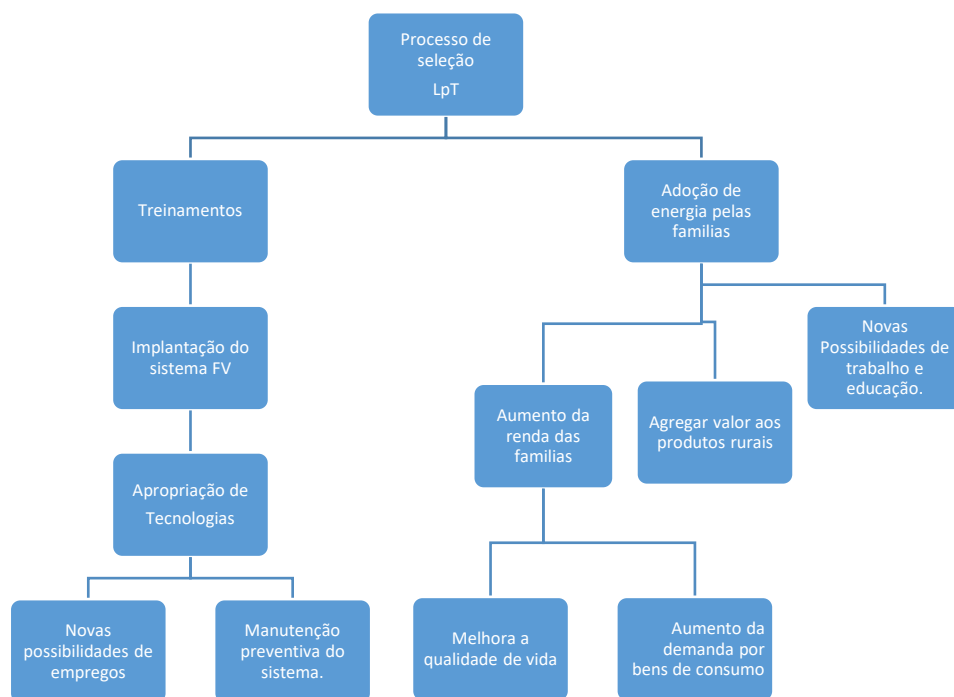 Processo de
seleção
LpT
Treinamentos
Adoção de
energia pelas
familias
Implantação do
sistema FV
Novas
Possibilidades de
trabalho e
educação.
Aumento da
renda das
familias
Agregar valor aos
produtos rurais
Apropriação de
Tecnologias
Novas
possibilidades de
empregos
Manutenção
preventiva do
sistema.
Melhora a
qualidade de vida
Aumento da
demanda por
bens de consumo